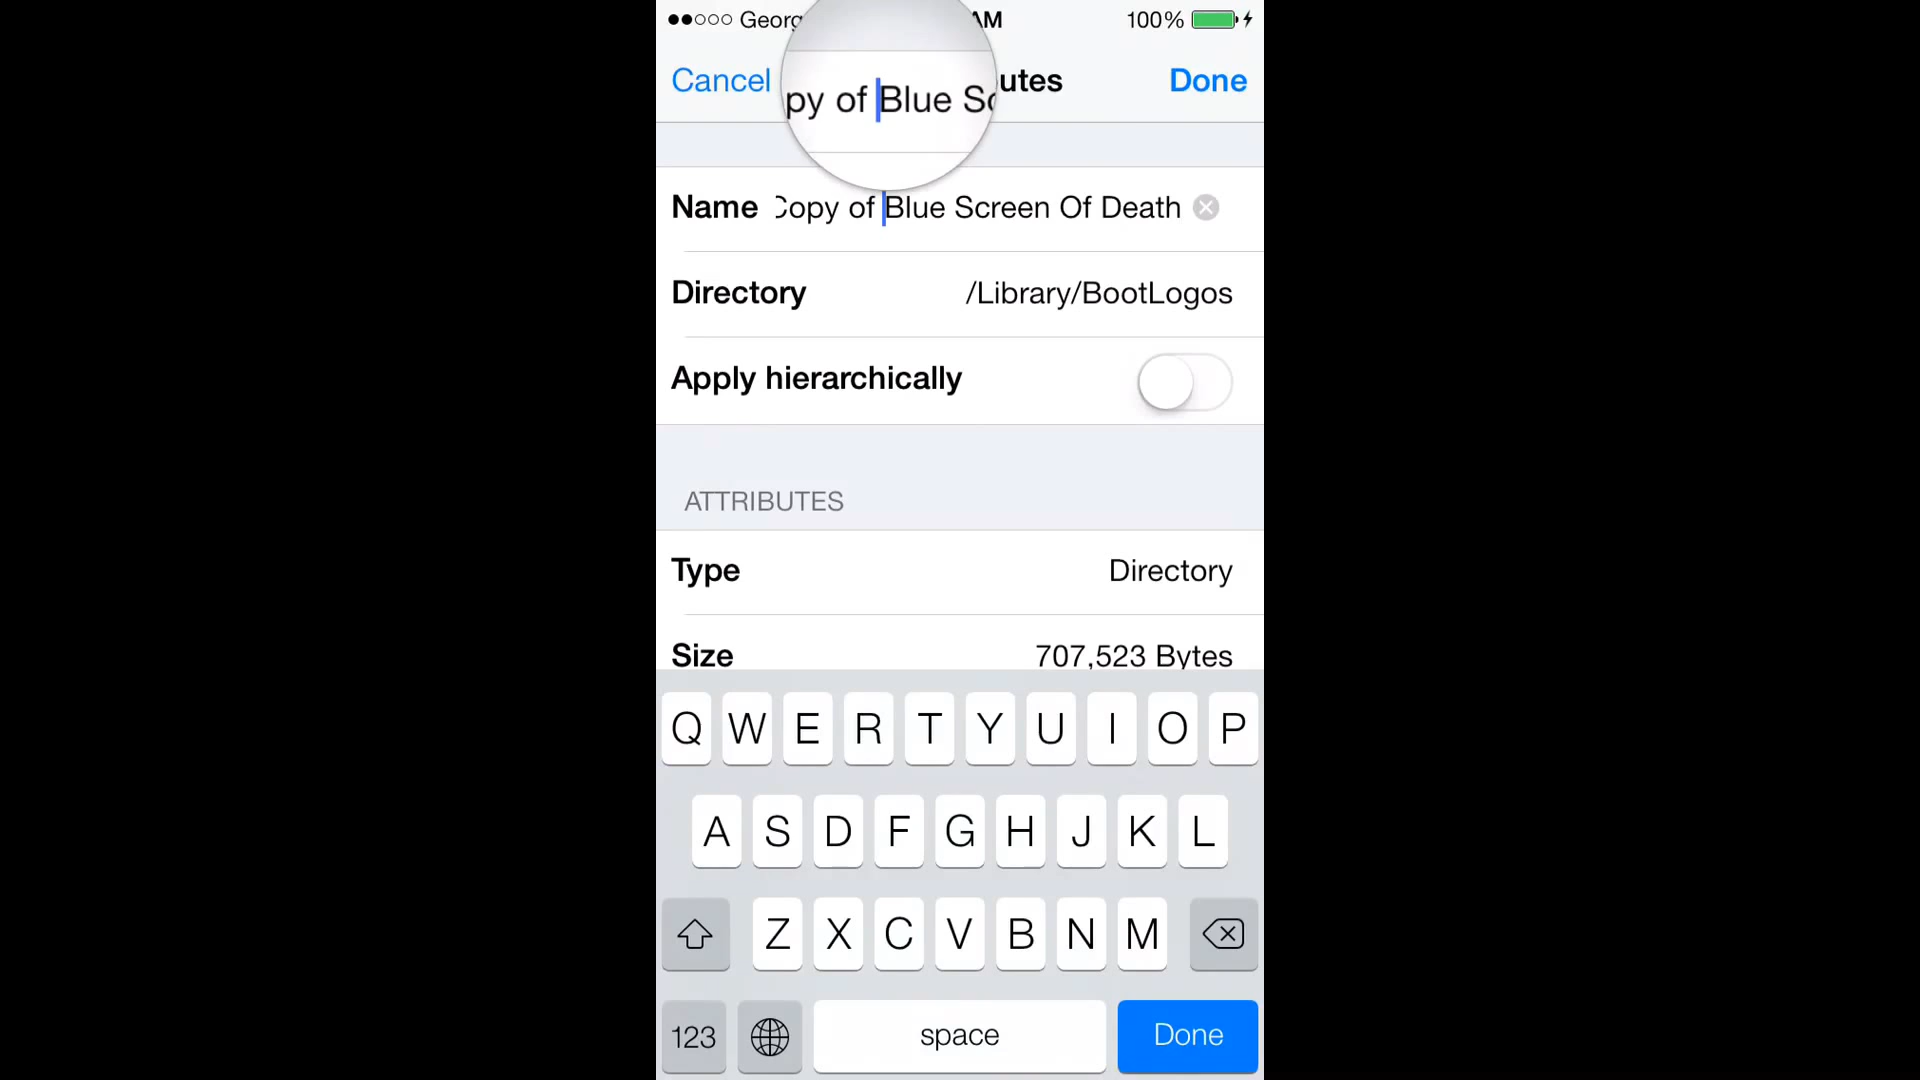 Georg AM 100%
Cancel utes Done
py of Blue Sc
Name Copy of Blue Screen Of Death
Directory /Library/BootLogos
Apply hierarchically
ATTRIBUTES
Type Directory
Size 707,523 Bytes
Q W E R T Y U I O P
A S D F G H J K L
Z X C V B N M
123 space Done